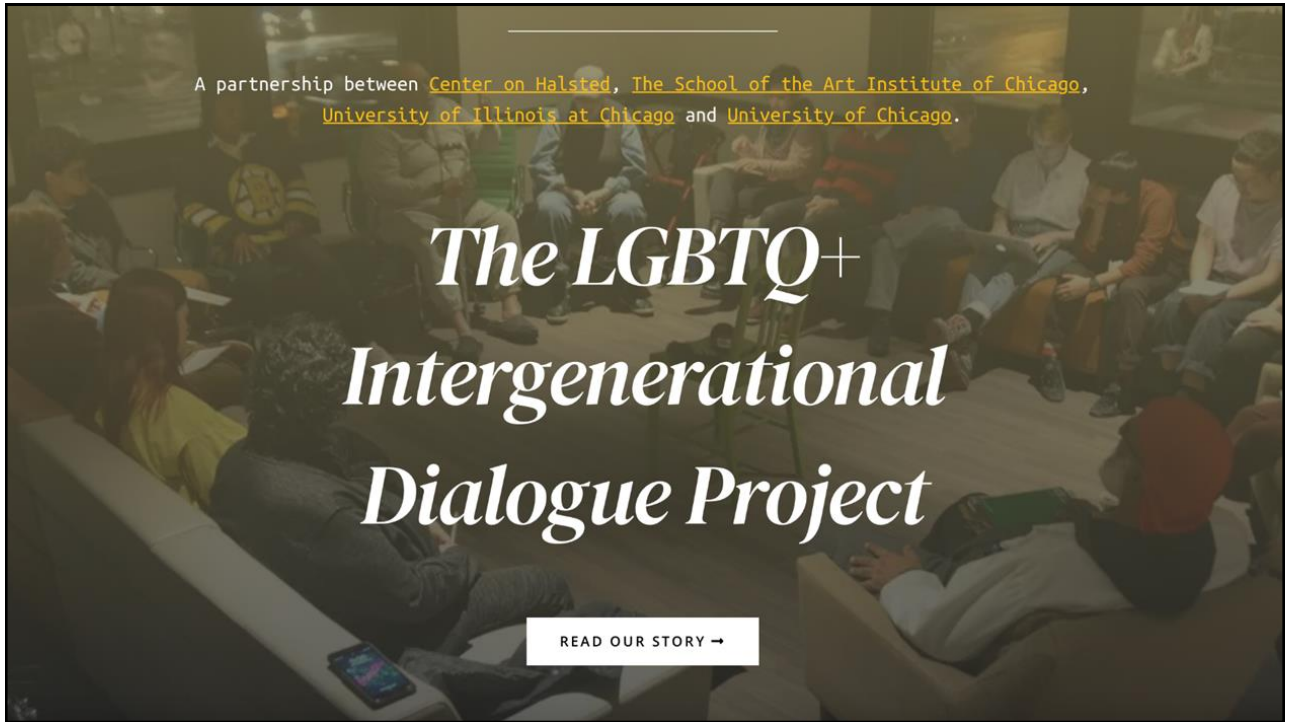 A partnership between Center on Halsted, The School of the Art Institute of Chicago,
University of Illinois at Chicago and University of Chicago.
The LGBTQ+
Intergenerational
Dialogue Project
READ OUR STORY →